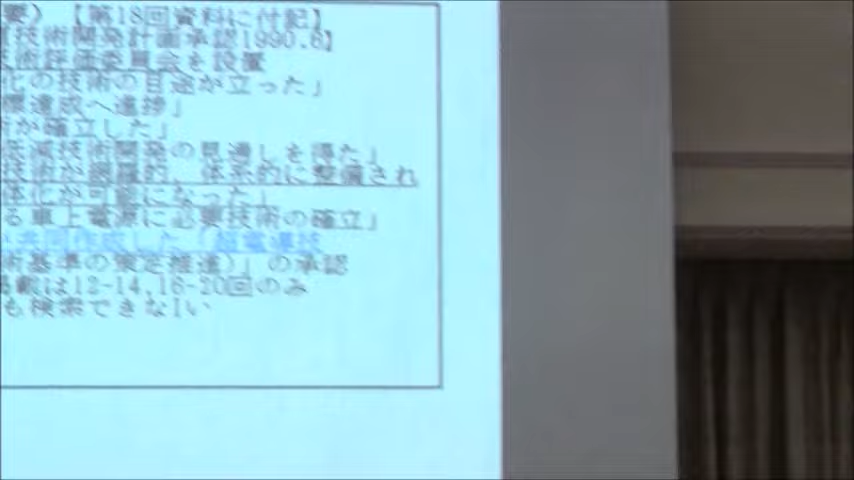 要) 【第18回資料に付記】
技術開発計画承認1990.6】
技術評価委員会を設置
化の技術の目途が立った」
標達成へ進捗」
術が確立した」
低減技術開発の見通しを得た」
技術が網羅的、体系的に整備され
体化が可能になった」
る車上電源に必要技術の確立」
共同作成した「超電導技
術基準の策定推進)」の承認
掲載は12-14,16-20回のみ
も検索できない